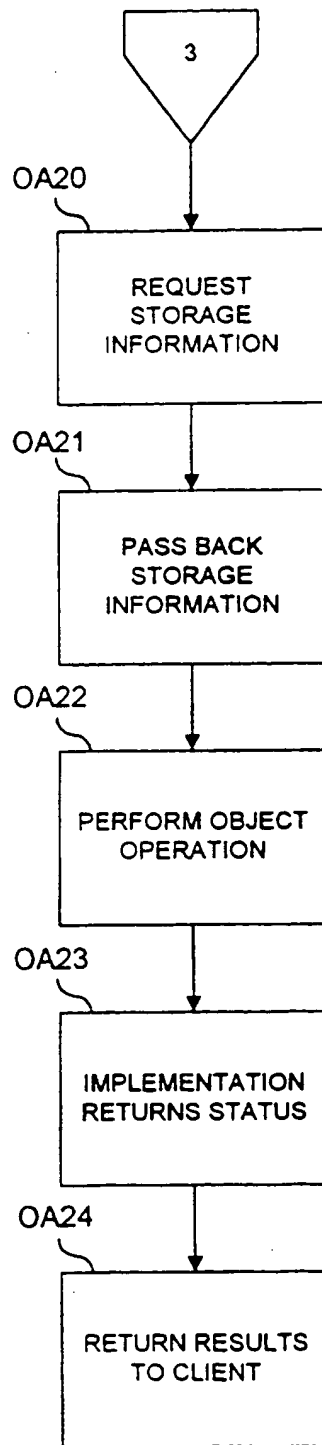 3
OA20
REQUEST
STORAGE
INFORMATION
OA21
PASS BACK
STORAGE
INFORMATION
OA22
PERFORM OBJECT
OPERATION
OA23
IMPLEMENTATION
RETURNS STATUS
OA24
RETURN RESULTS
TO CLIENT